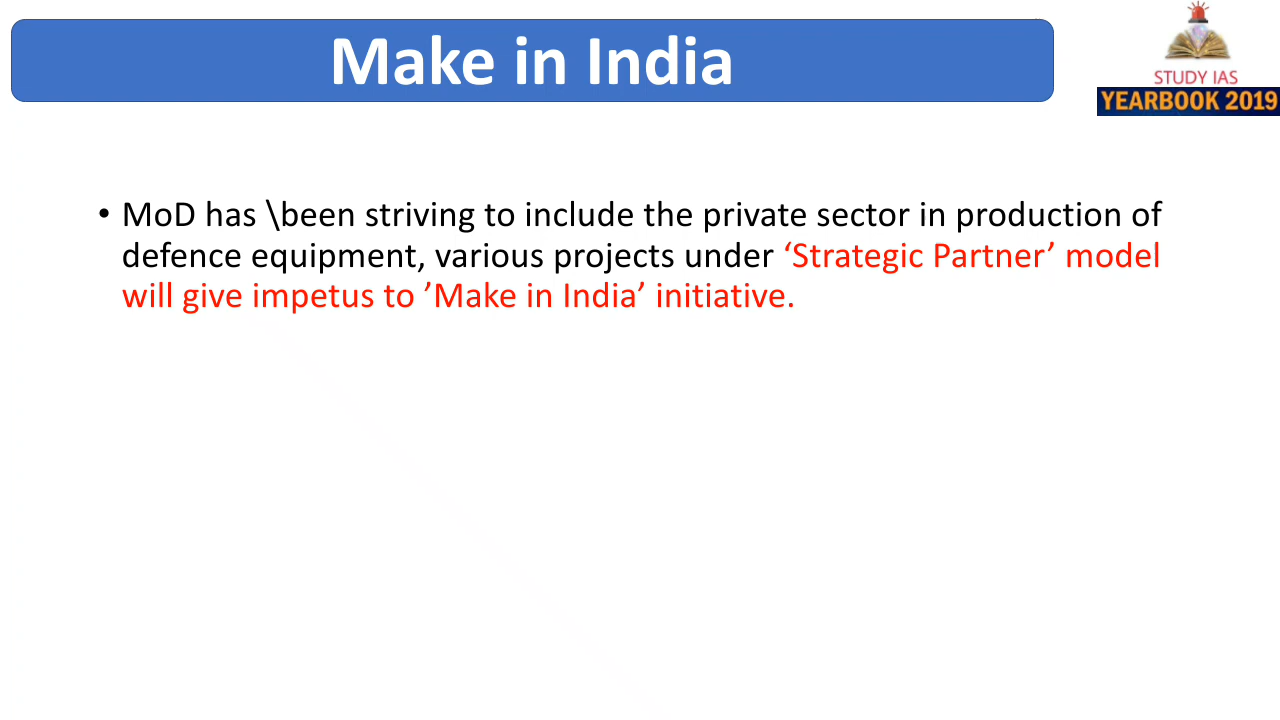 Make in India
STUDY IAS
YEARBOOK 2019
• MoD has \been striving to include the private sector in production of
defence equipment, various projects under ‘Strategic Partner’ model
will give impetus to ’Make in India’ initiative.